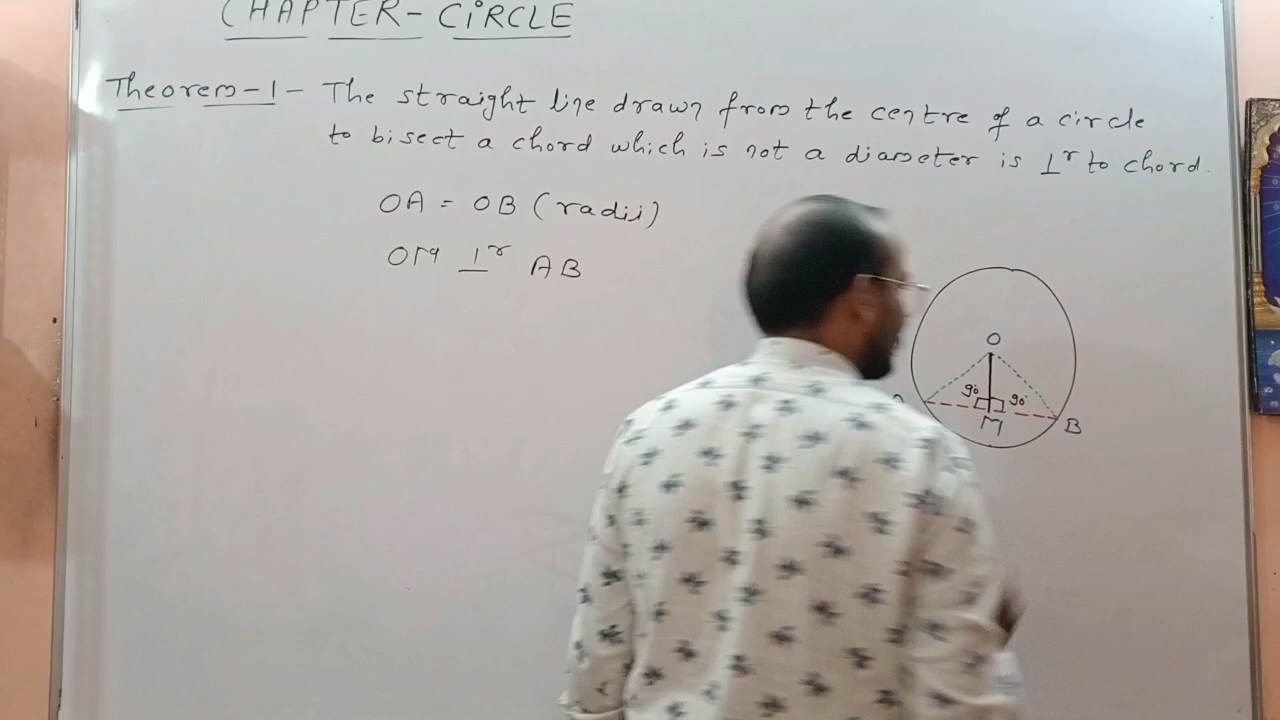 CHAPTER - CIRCLE
Theorem-1 - The straight line drawn from the centre of a circle
to bisect a chord which is not a diameter is ⊥r to chord.
OA = OB (radii)
OM ⊥r AB
O
90° 90°
M B